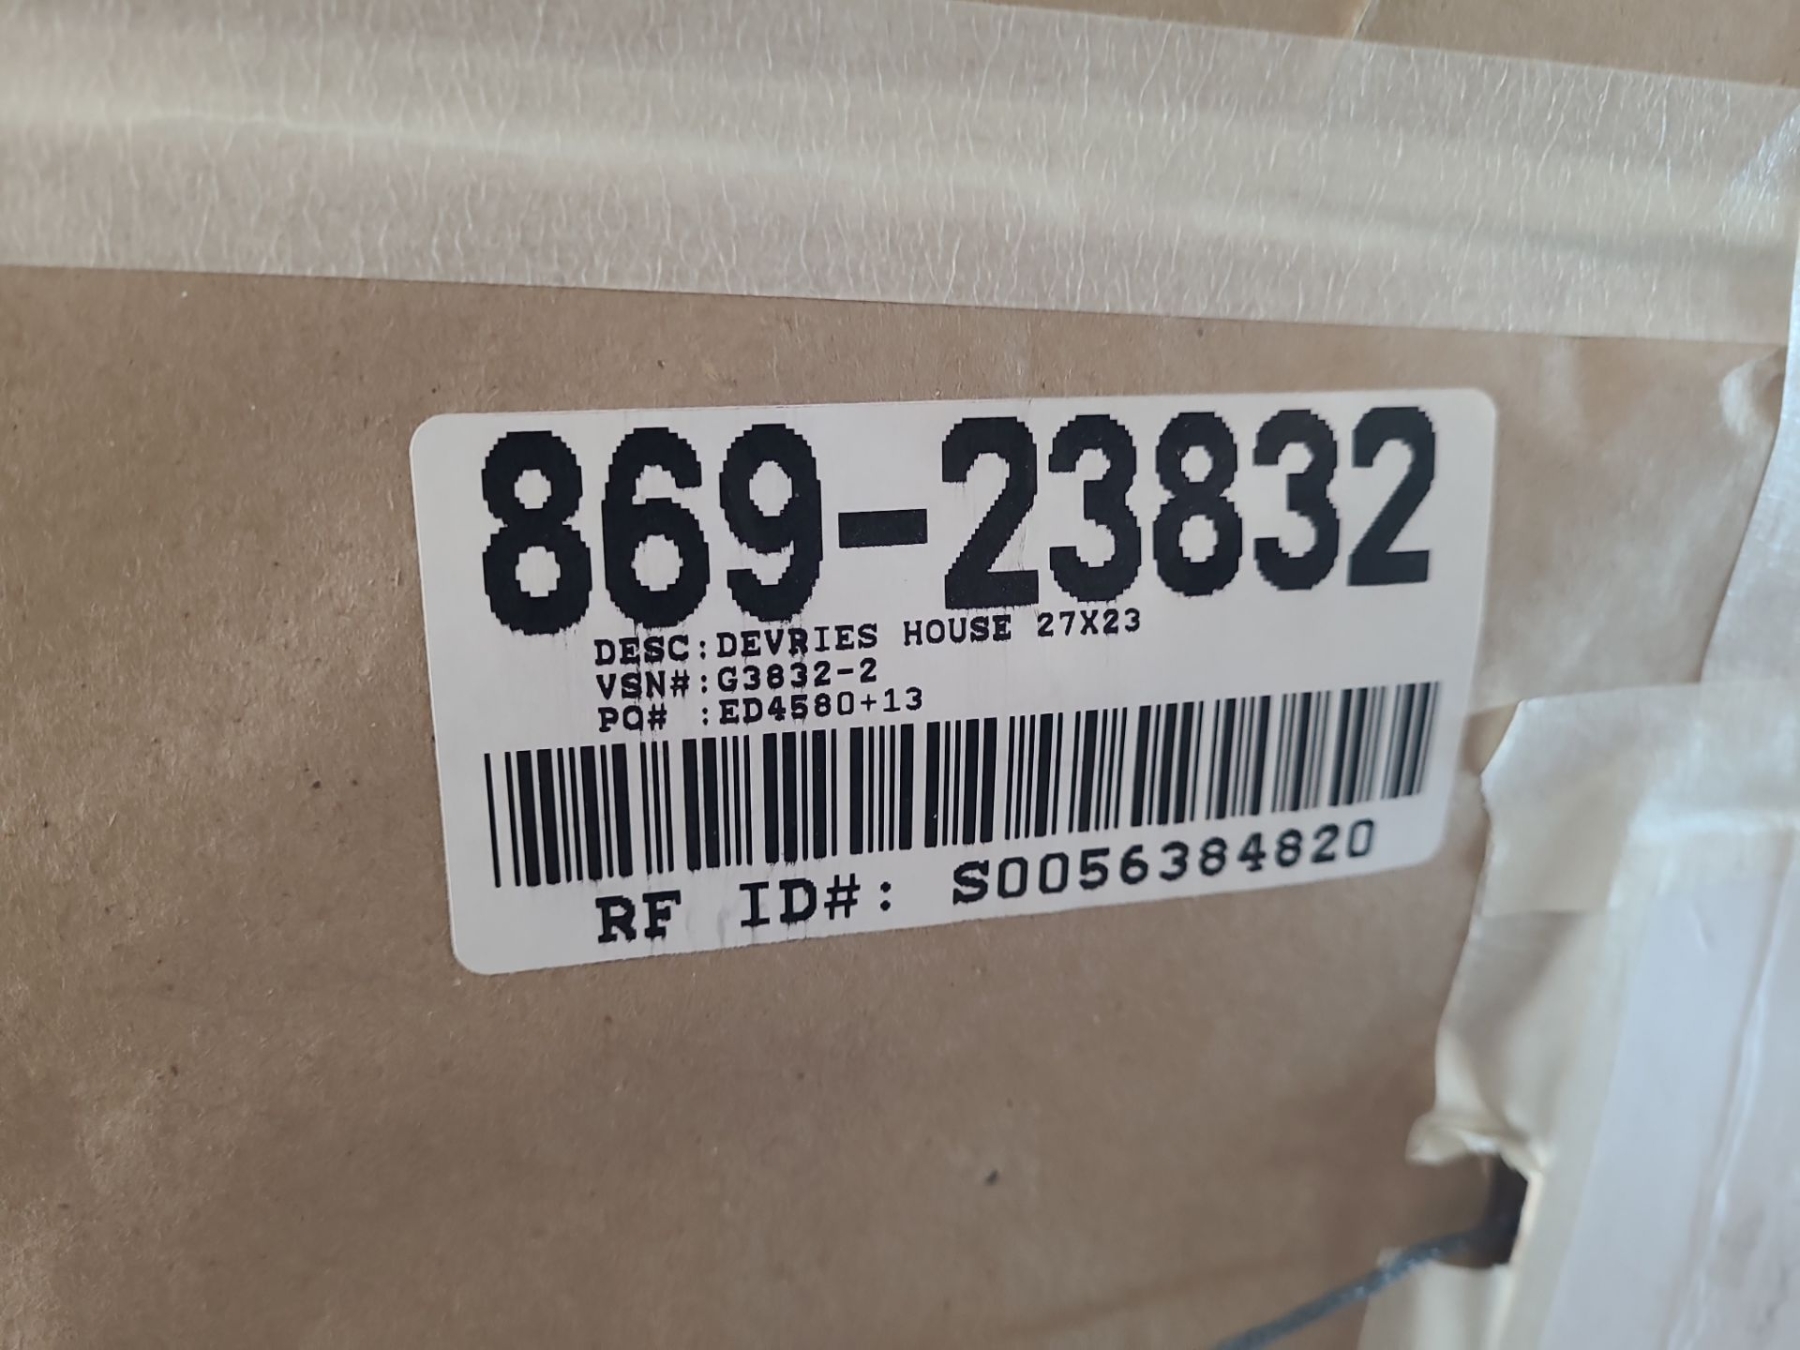 869-23832
DESC:DEVRIES HOUSE 27X23
VSN#:G3832-2
PO# :ED4580+13
RF ID#: S0056384820